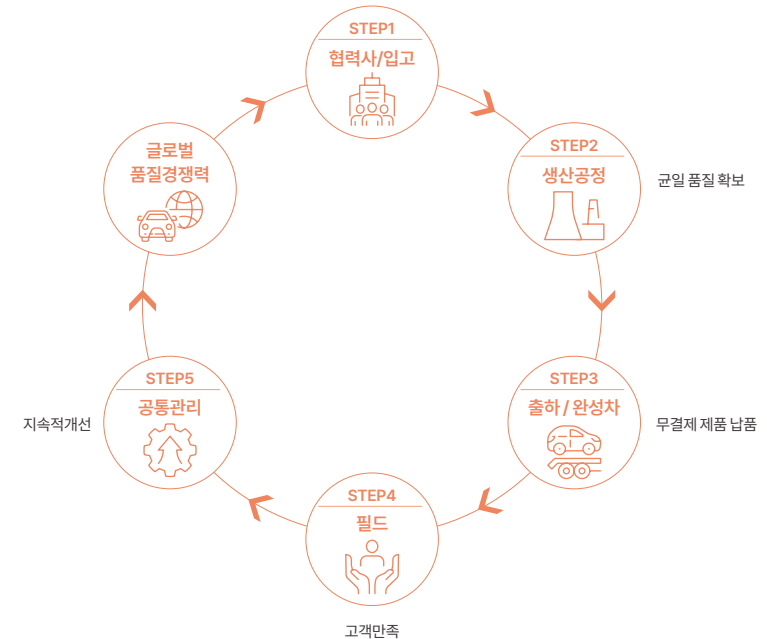 STEP1
협력사/입고
STEP2
생산공정
균일 품질 확보
STEP3
출하 / 완성차
무결제 제품 납품
STEP4
필드
고객만족
STEP5
공통관리
지속적개선
글로벌
품질경쟁력